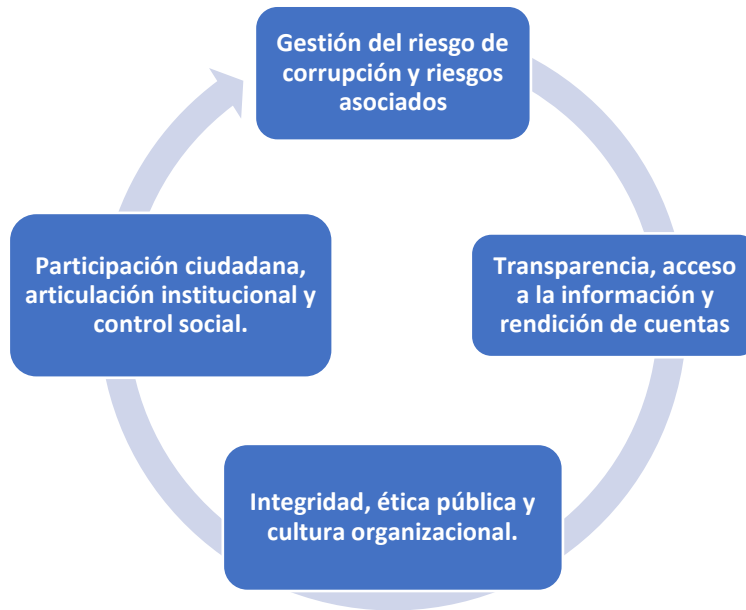 Gestión del riesgo de
corrupción y riesgos
asociados
Transparencia, acceso
a la información y
rendición de cuentas
Integridad, ética pública y
cultura organizacional.
Participación ciudadana,
articulación institucional y
control social.